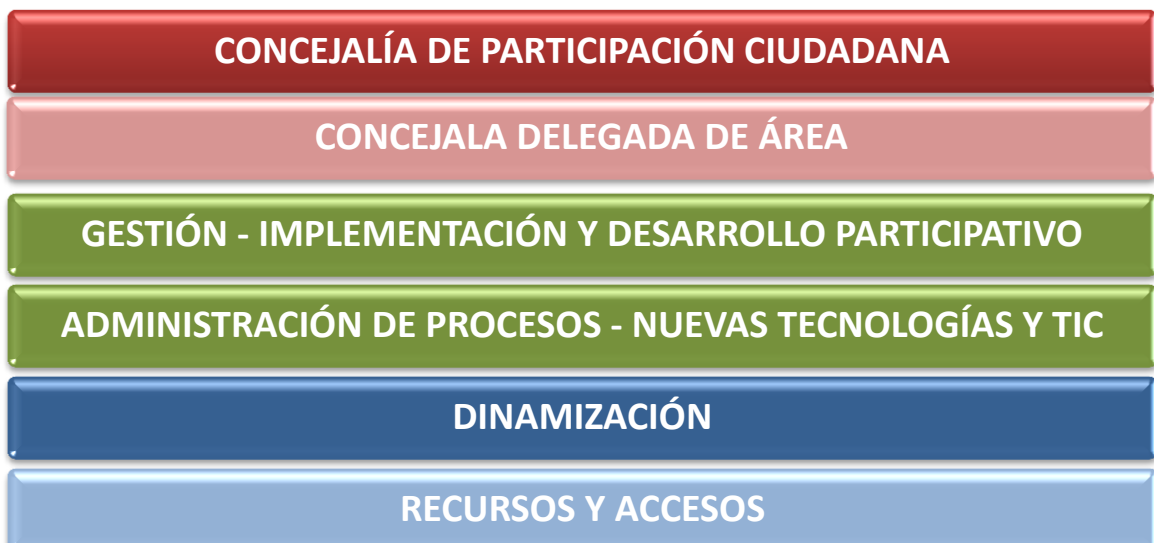 CONCEJALÍA DE PARTICIPACIÓN CIUDADANA
CONCEJALA DELEGADA DE ÁREA
GESTIÓN - IMPLEMENTACIÓN Y DESARROLLO PARTICIPATIVO
ADMINISTRACIÓN DE PROCESOS - NUEVAS TECNOLOGÍAS Y TIC
DINAMIZACIÓN
RECURSOS Y ACCESOS